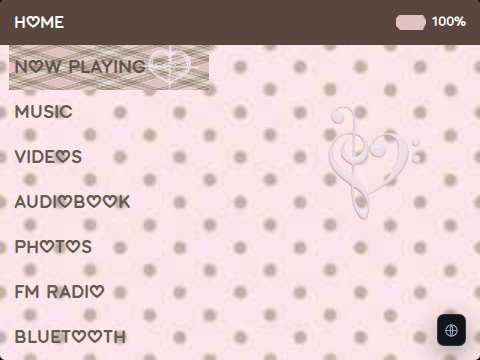 HOME
100%
NOW PLAYING
MUSIC
VIDEOS
AUDIOBOOK
PHOTOS
FM RADIO
BLUETOOTH